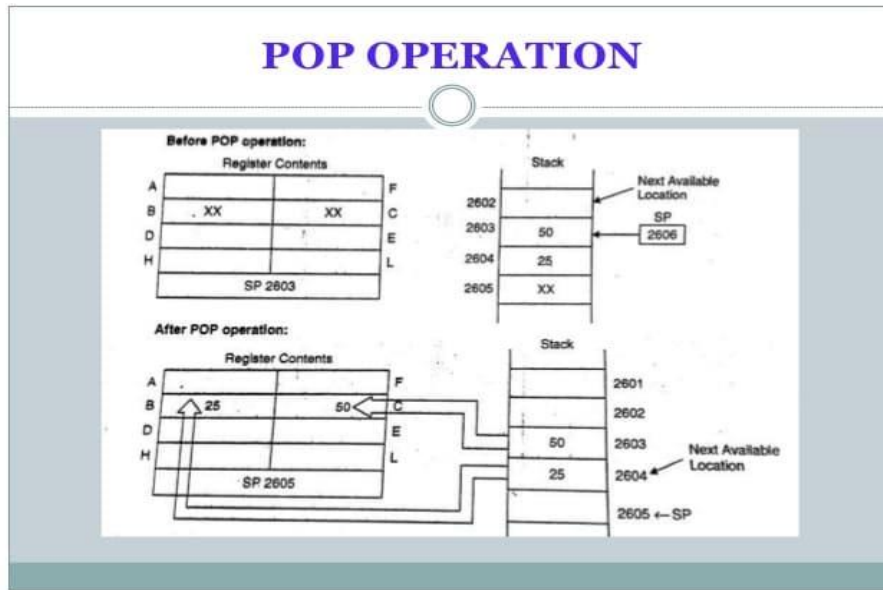 POP OPERATION
Before POP operation:
Register Contents
A F
B XX XX C
D E
H L
SP 2603
Stack
Next Available
Location
2602
2603 50
SP
2606
2604 25
2605 XX
After POP operation:
Register Contents
A F
B 25 50 C
D E
H L
SP 2605
Stack
2601
2602
50 2603
25 2604
Next Available
Location
2605 ←SP